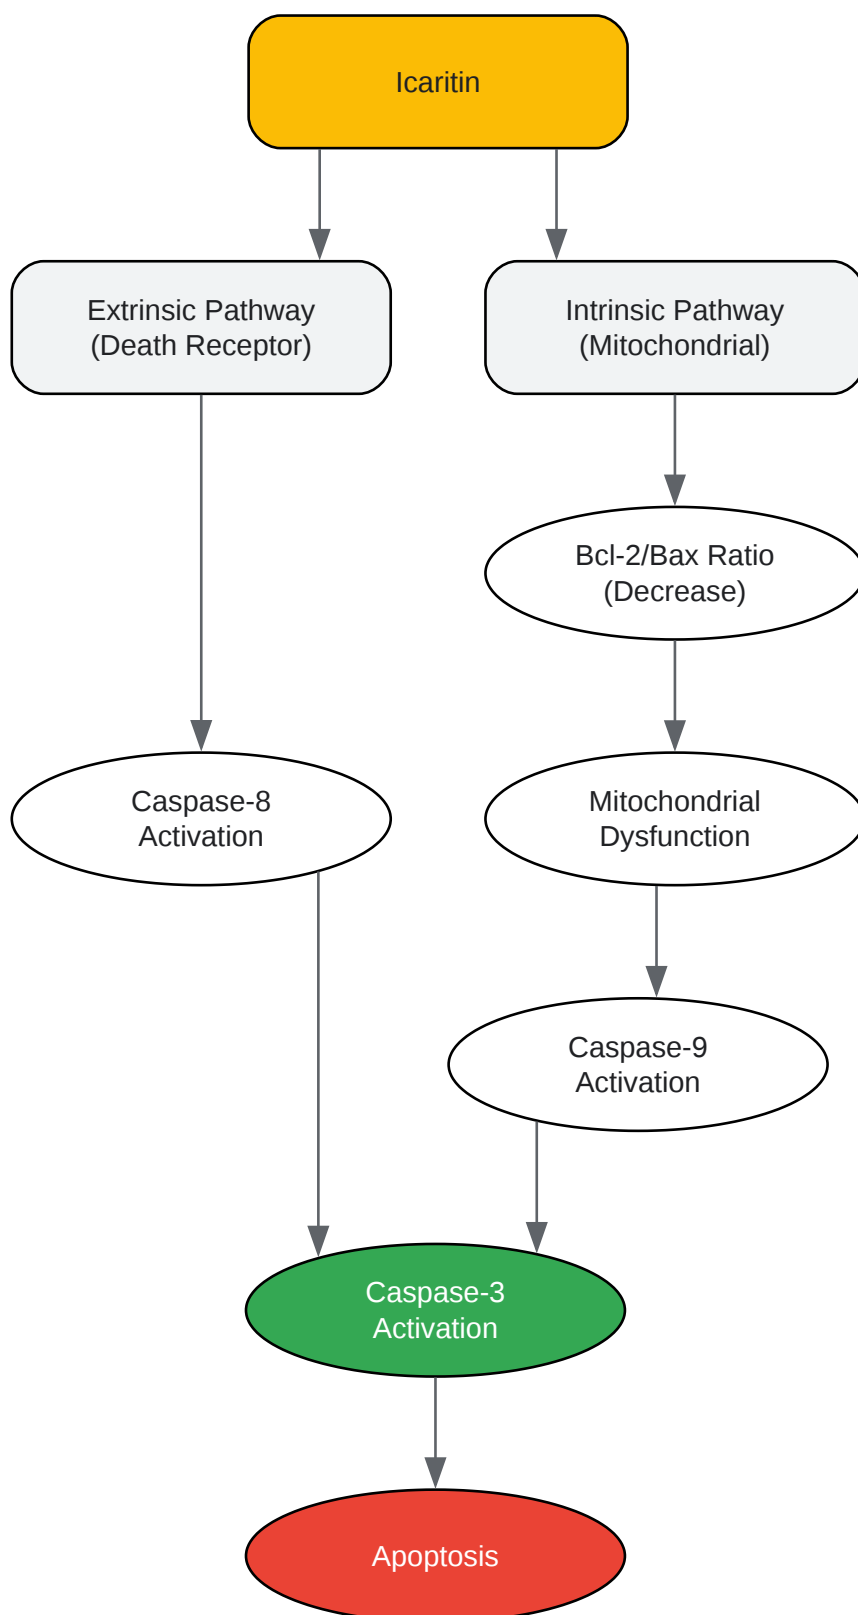 Icaritin
Extrinsic Pathway
(Death Receptor)
Intrinsic Pathway
(Mitochondrial)
Bcl-2/Bax Ratio
(Decrease)
Caspase-8
Activation
Mitochondrial
Dysfunction
Caspase-9
Activation
Caspase-3
Activation
Apoptosis